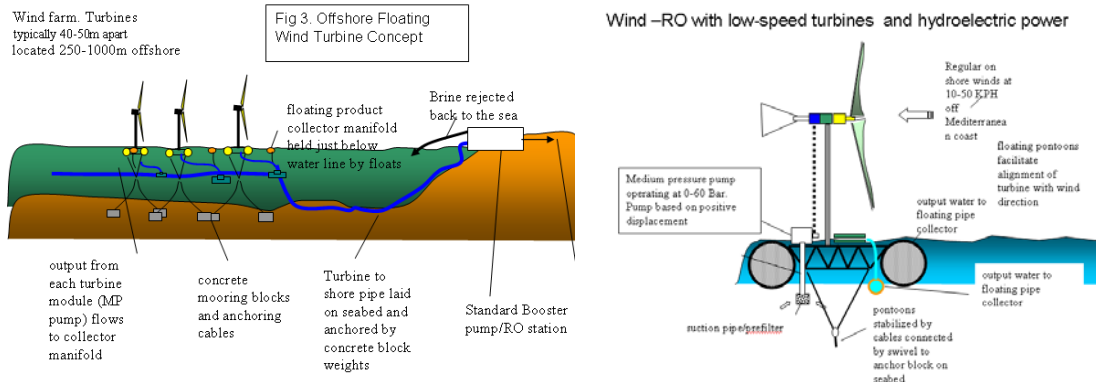 Wind farm. Turbines
typically 40-50m apart
located 250-1000m offshore
Fig 3. Offshore Floating
Wind Turbine Concept
floating product
collector manifold
held just below
water line by floats
Brine rejected
back to the sea
output from
each turbine
module (MP
pump) flows
to collector
manifold
concrete
mooring blocks
and anchoring
cables
Turbine to
shore pipe laid
on seabed and
anchored by
concrete block
weights
Standard Booster
pump/RO station
Wind –RO with low-speed turbines and hydroelectric power
Regular on
shore winds at
10-50 KPH
off
Mediterranea
n coast
floating pontoons
facilitate
alignment of
turbine with wind
direction
Medium pressure pump
operating at 0-60 Bar.
Pump based on positive
displacement
output water to
floating pipe
collector
output water to
floating pipe
collector
suction pipe/prefilter
pontoons
stabilized by
cables connected
by swivel to
anchor block on
seabed